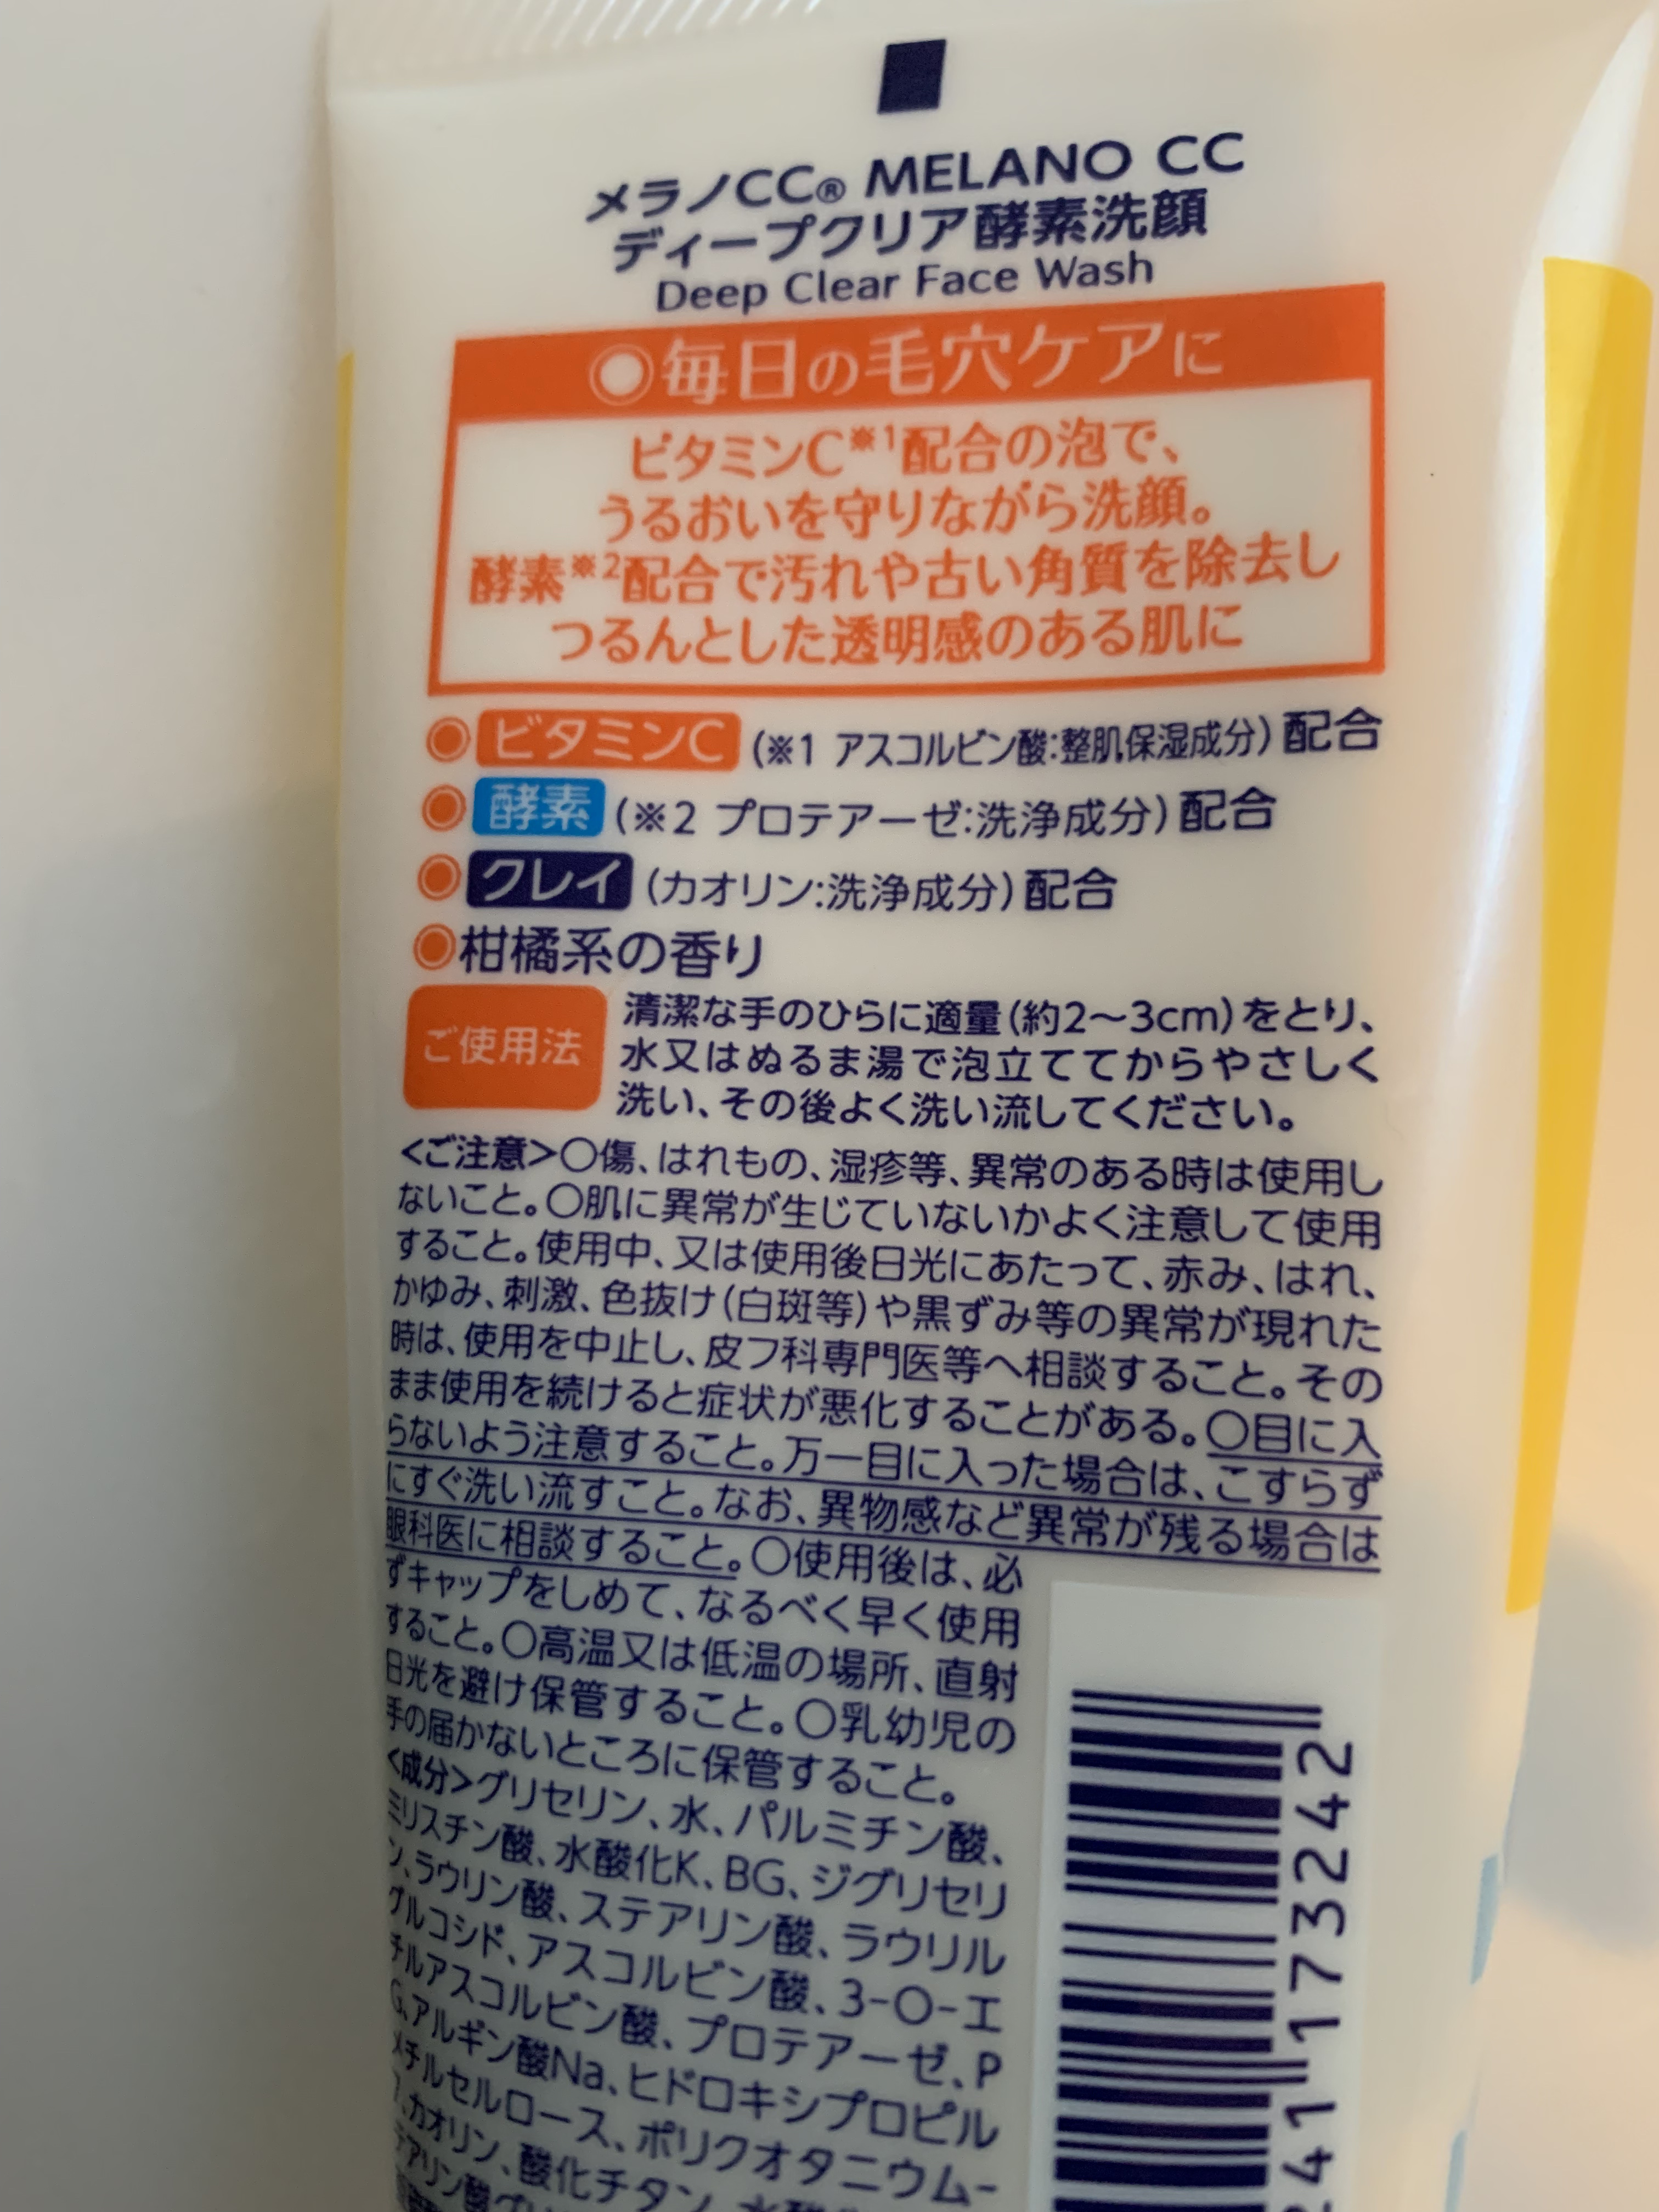 メラノCC® MELANO CC
ディープクリア酵素洗顔
Deep Clear Face Wash
◎毎日の毛穴ケアに
ビタミンC※1配合の泡で、
うるおいを守りながら洗顔。
酵素※2配合で汚れや古い角質を除去し
つるんとした透明感のある肌に
◎ビタミンC(※1 アスコルビン酸:整肌保湿成分)配合
◎酵素(※2 プロテアーゼ:洗浄成分)配合
◎クレイ(カオリン:洗浄成分)配合
◎柑橘系の香り
ご使用法
清潔な手のひらに適量(約2〜3cm)をとり、
水又はぬるま湯で泡立ててからやさしく
洗い、その後よく洗い流してください。
<ご注意>○傷、はれもの、湿疹等、異常のある時は使用し
ないこと。○肌に異常が生じていないかよく注意して使用
すること。使用中、又は使用後日光にあたって、赤み、はれ、
かゆみ、刺激、色抜け(白斑等)や黒ずみ等の異常が現れた
時は、使用を中止し、皮フ科専門医等へ相談すること。その
まま使用を続けると症状が悪化することがある。○目に入
らないよう注意すること。万一目に入った場合は、こすらず
にすぐ洗い流すこと。なお、異物感など異常が残る場合は
眼科医に相談すること。○使用後は、必
ずキャップをしめて、なるべく早く使用
すること。○高温又は低温の場所、直射
日光を避け保管すること。○乳幼児の
手の届かないところに保管すること。
<成分>グリセリン、水、パルミチン酸、
ミリスチン酸、水酸化K、BG、ジグリセリ
ン、ラウリン酸、ステアリン酸、ラウリル
グルコシド、アスコルビン酸、3-O-エ
チルアスコルビン酸、プロテアーゼ、P
G、アルギン酸Na、ヒドロキシプロピル
メチルセルロース、ポリクオタニウム-
7、カオリン、酸化チタン、
テアリン酸
241 173242